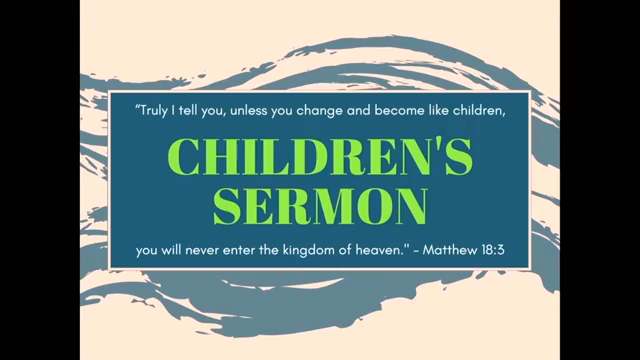 “Truly I tell you, unless you change and become like children,
CHILDREN'S
SERMON
you will never enter the kingdom of heaven." - Matthew 18:3